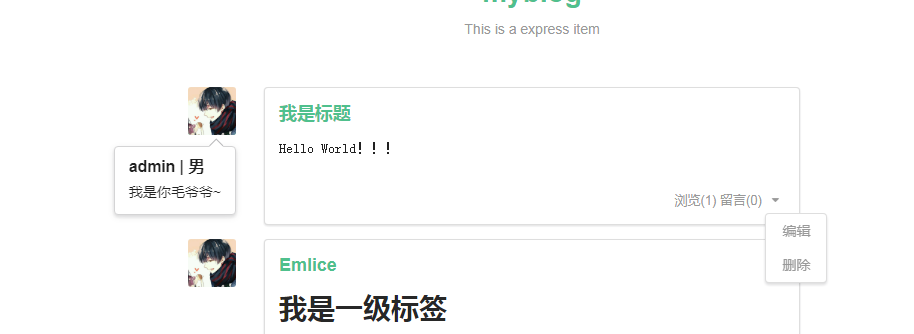 Myblog
This is a express item
我是标题
Hello World！！！
admin | 男
我是你毛爷爷~
浏览(1) 留言(0)
编辑
删除
Emlice
我是一级标签